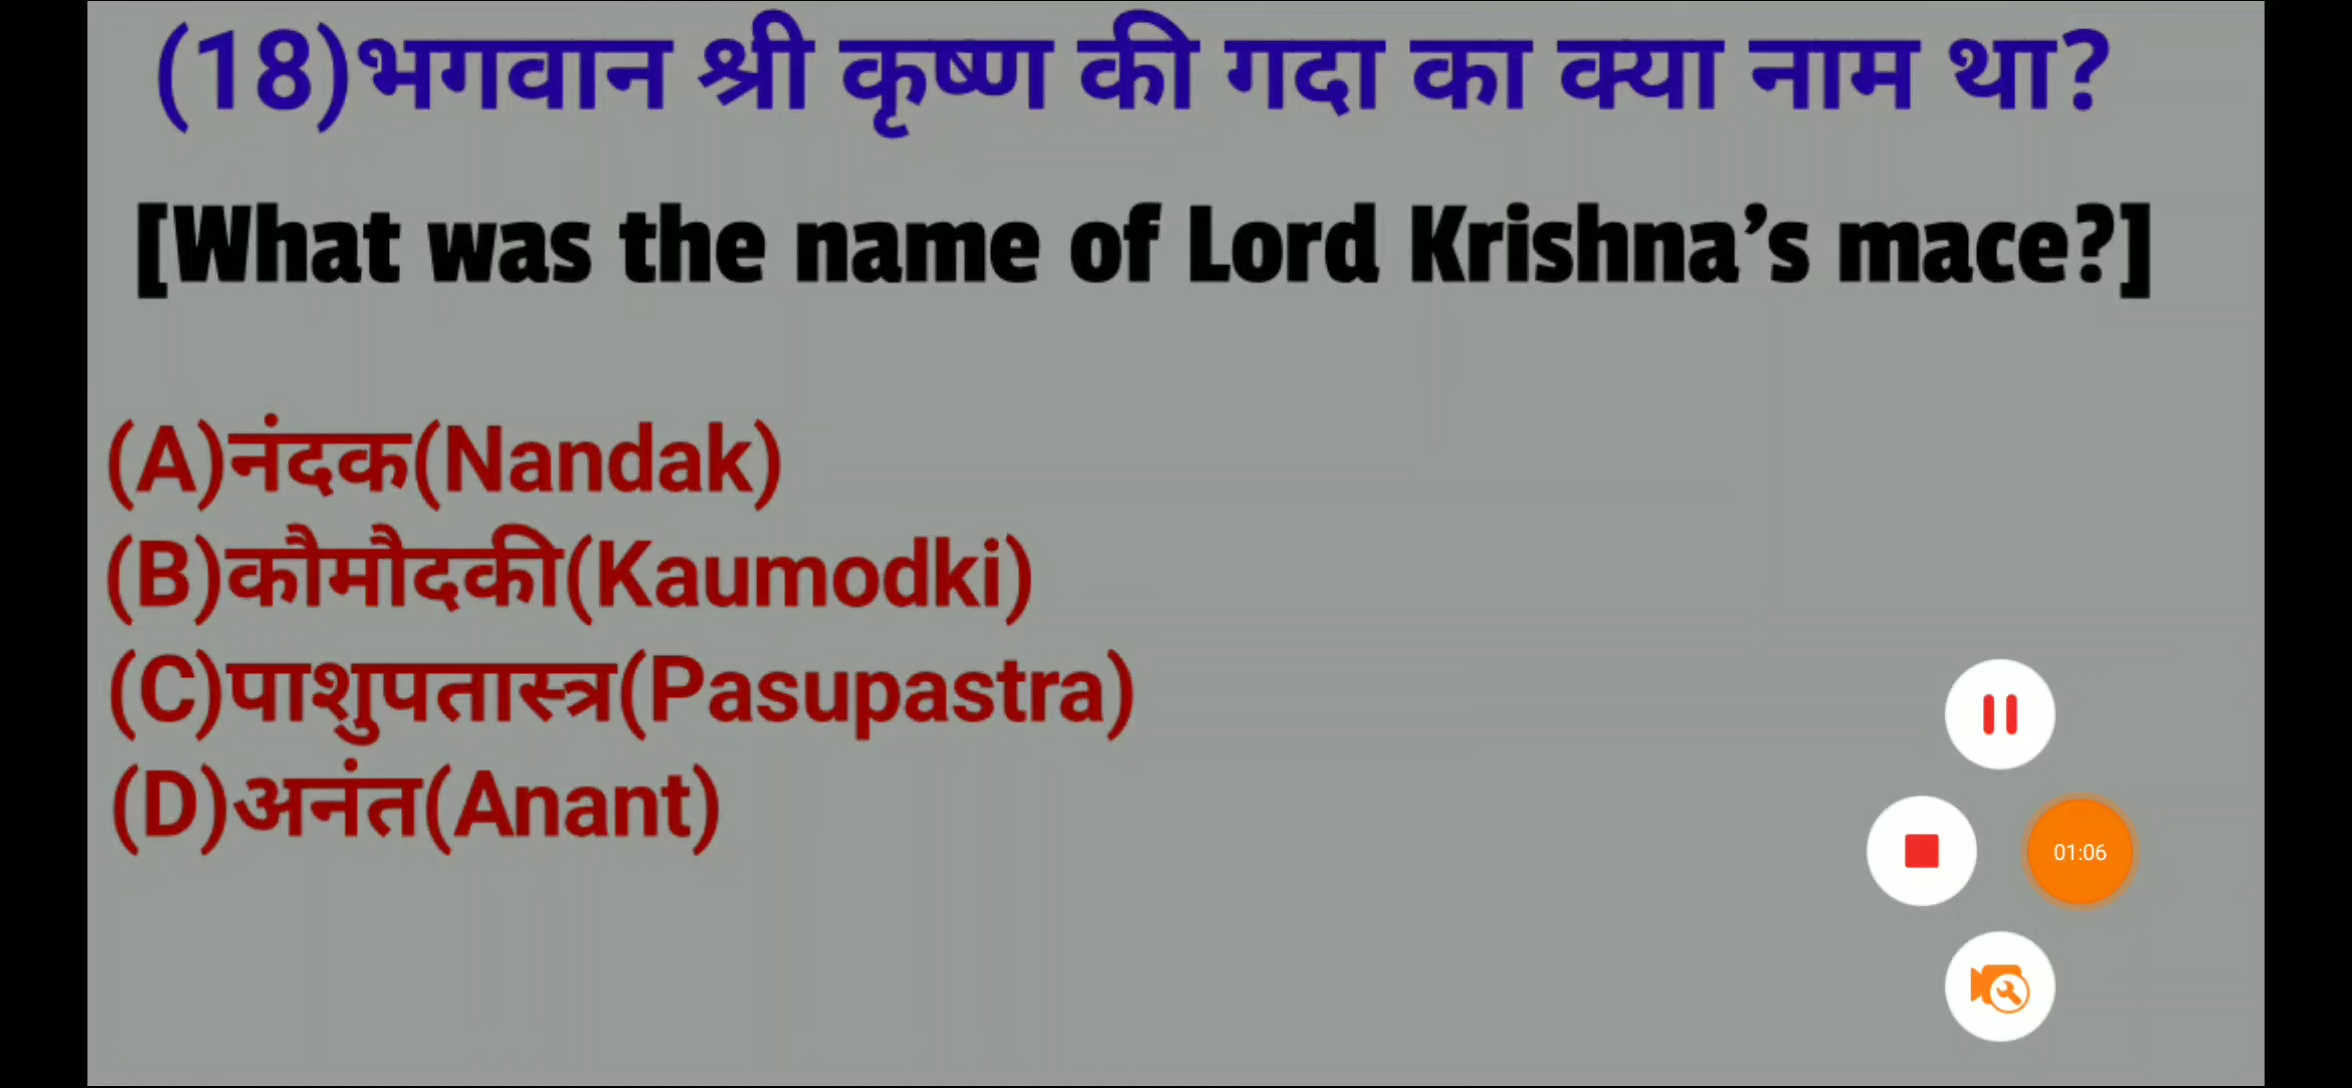 (18)भगवान श्री कृष्ण की गदा का क्या नाम था?
[What was the name of Lord Krishna’s mace?]
(A)नंदक(Nandak)
(B)कौमौदकी(Kaumodki)
(C)पाशुपतास्त्र(Pasupastra)
(D)अनंत(Anant)
01:06